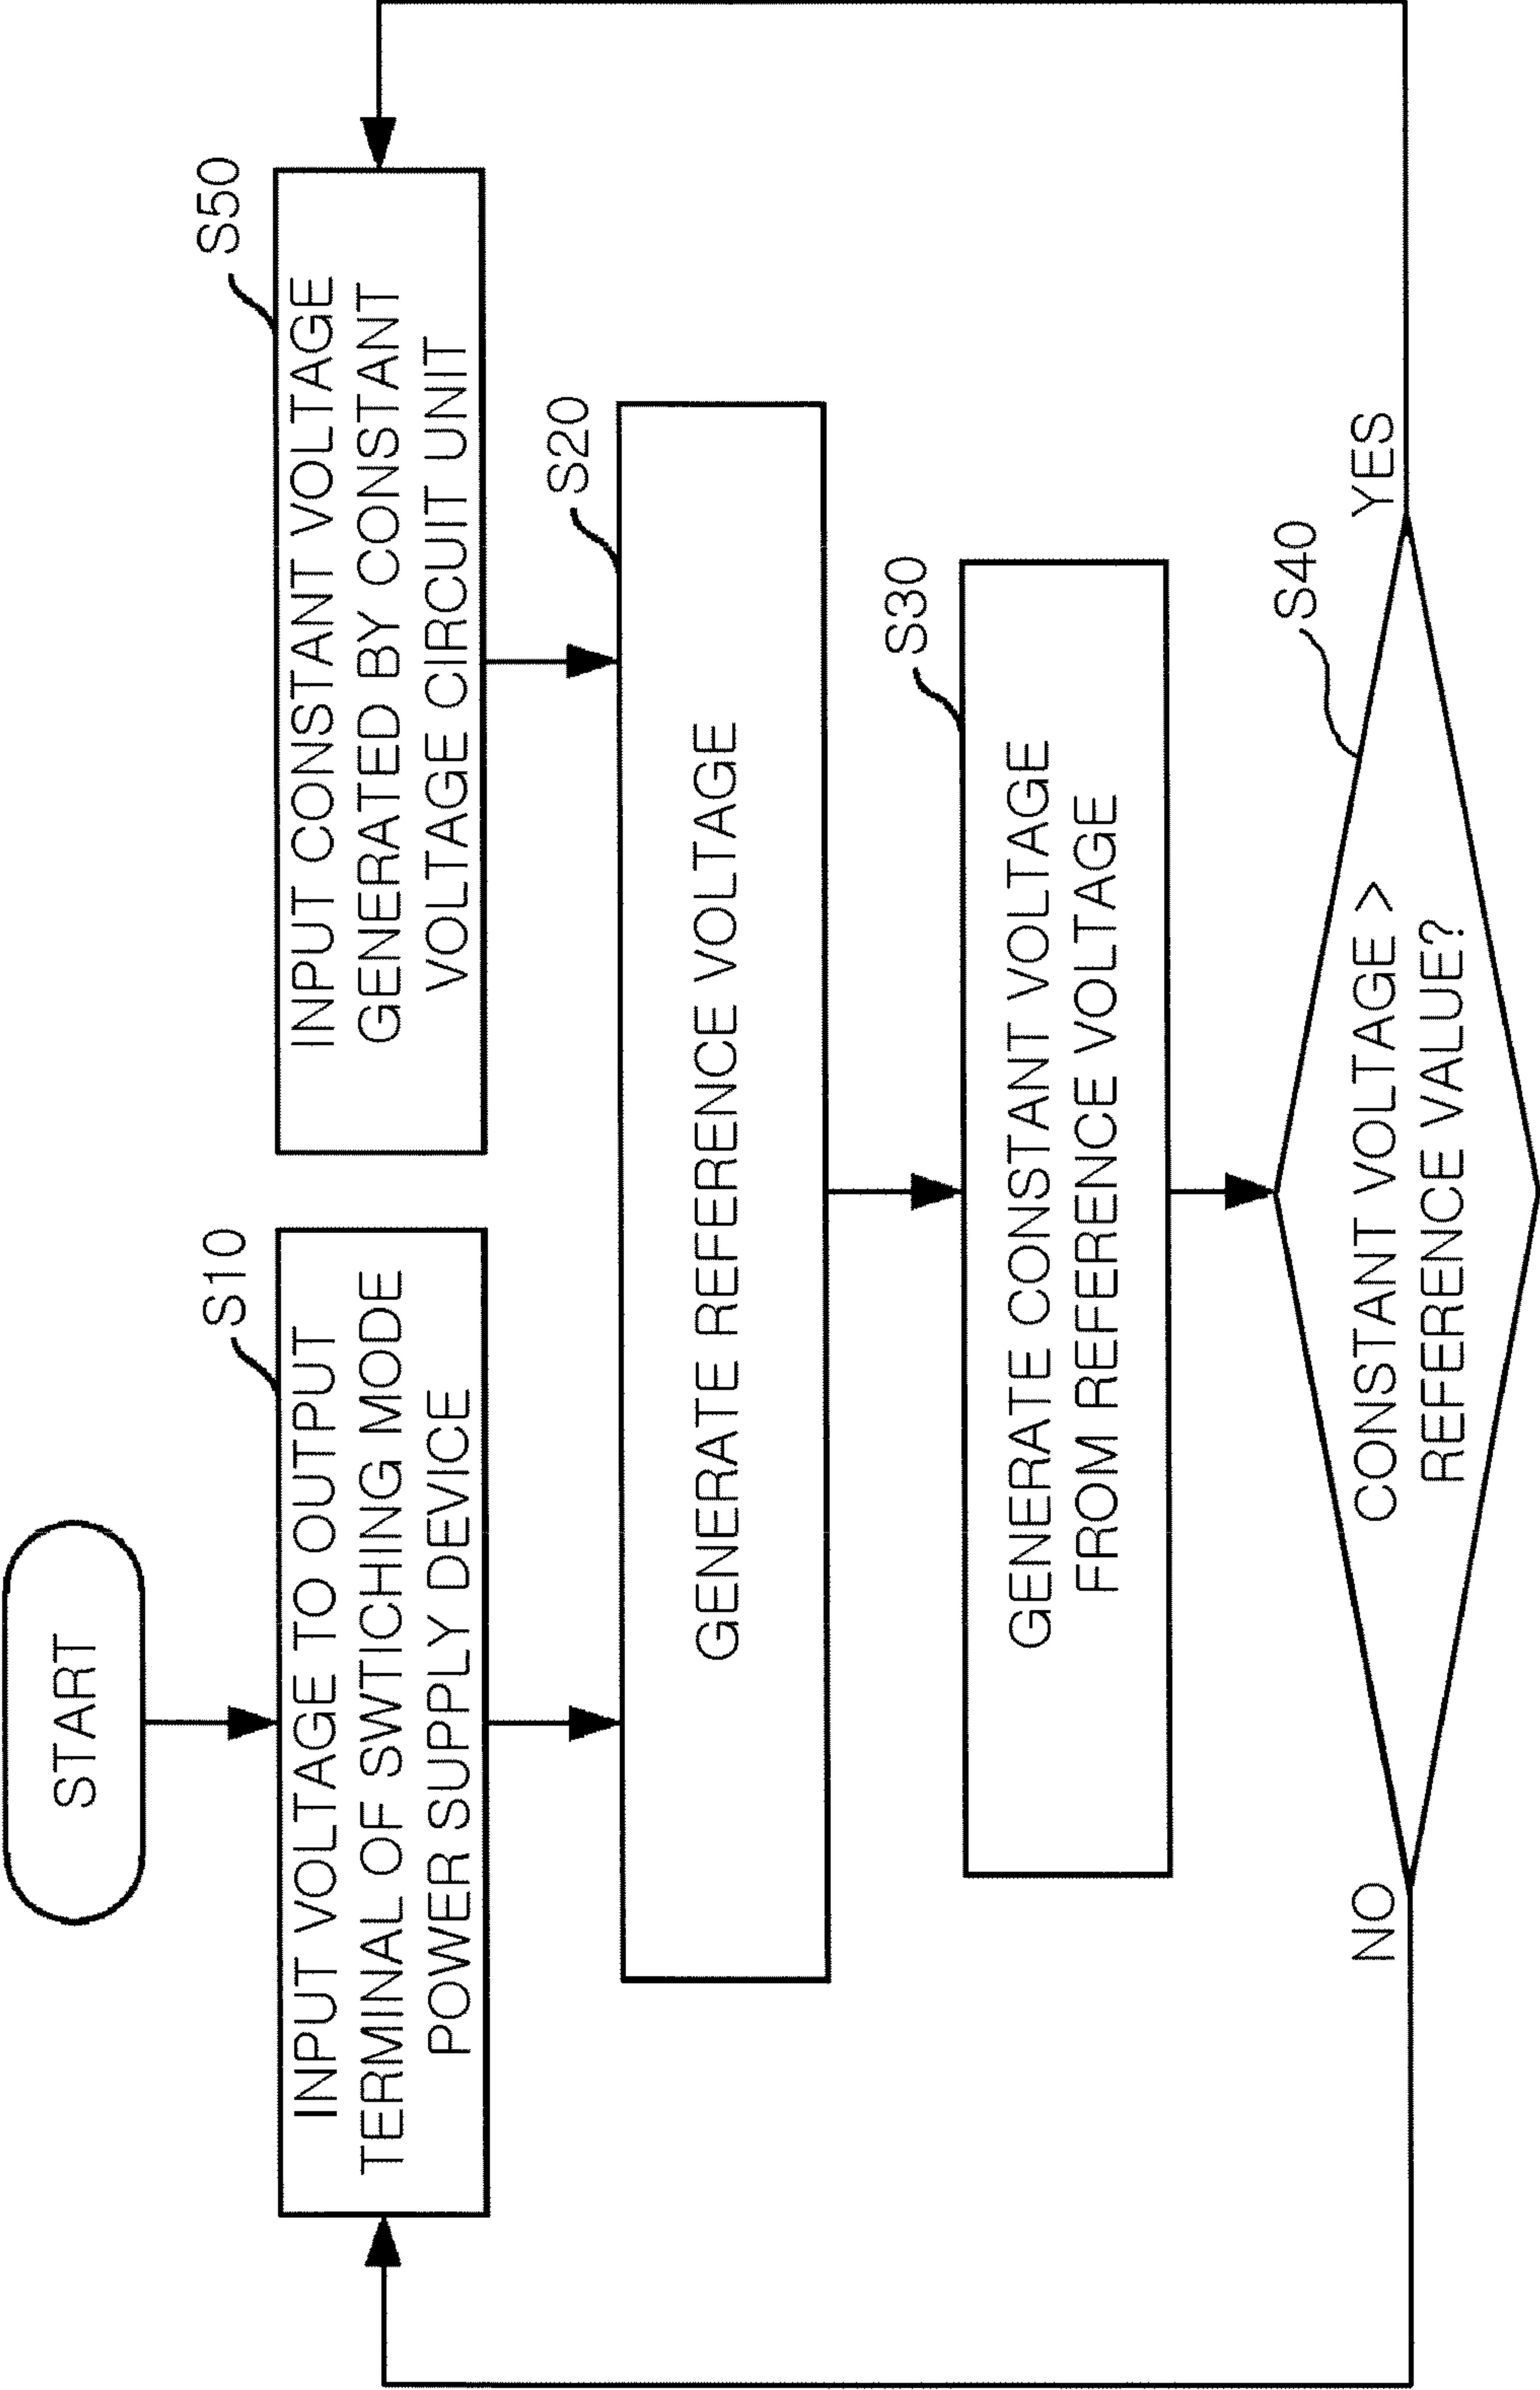 START
S10
INPUT VOLTAGE TO OUTPUT
TERMINAL OF SWTICHING MODE
POWER SUPPLY DEVICE
S50
INPUT CONSTANT VOLTAGE
GENERATED BY CONSTANT
VOLTAGE CIRCUIT UNIT
S20
GENERATE REFERENCE VOLTAGE
S30
GENERATE CONSTANT VOLTAGE
FROM REFERENCE VOLTAGE
S40
CONSTANT VOLTAGE >
REFERENCE VALUE?
NO
YES